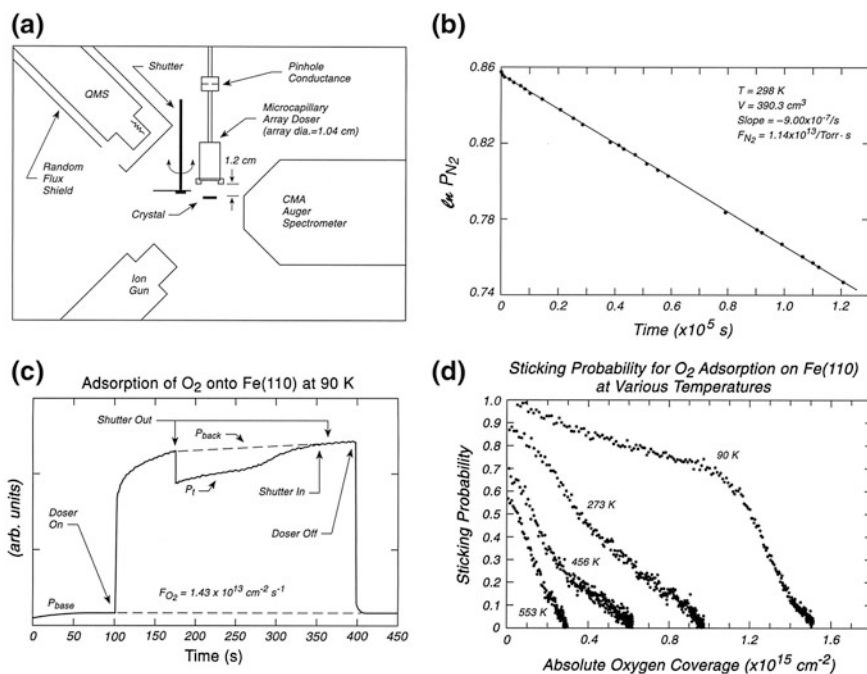 (a)
Shutter
QMS
Pinhole
Conductance
Microcapillary
Array Doser
(array dia.=1.04 cm)
1.2 cm
Random
Flux
Shield
Crystal
CMA
Auger
Spectrometer
Ion
Gun
(b)
0.86
0.82
0.78
0.74
ln P_N2
T = 298 K
V = 390.3 cm³
Slope = −9.00x10⁻⁷/s
F_N2 = 1.14x10¹³/Torr · s
0 0.2 0.4 0.6 0.8 1.0 1.2
Time (x10⁵ s)
(c)
Adsorption of O₂ onto Fe(110) at 90 K
Shutter Out
P_back
P_t
Shutter In
Doser
On
Doser Off
P_base
F_O2 = 1.43 x 10¹³ cm⁻² s⁻¹
(arb. units)
0 50 100 150 200 250 300 350 400 450
Time (s)
(d)
Sticking Probability for O₂ Adsorption on Fe(110)
at Various Temperatures
1.0
0.9
0.8
0.7
0.6
0.5
0.4
0.3
0.2
0.1
0
Sticking Probability
90 K
273 K
456 K
553 K
0 0.4 0.8 1.2 1.6
Absolute Oxygen Coverage (x10¹⁵ cm⁻²)